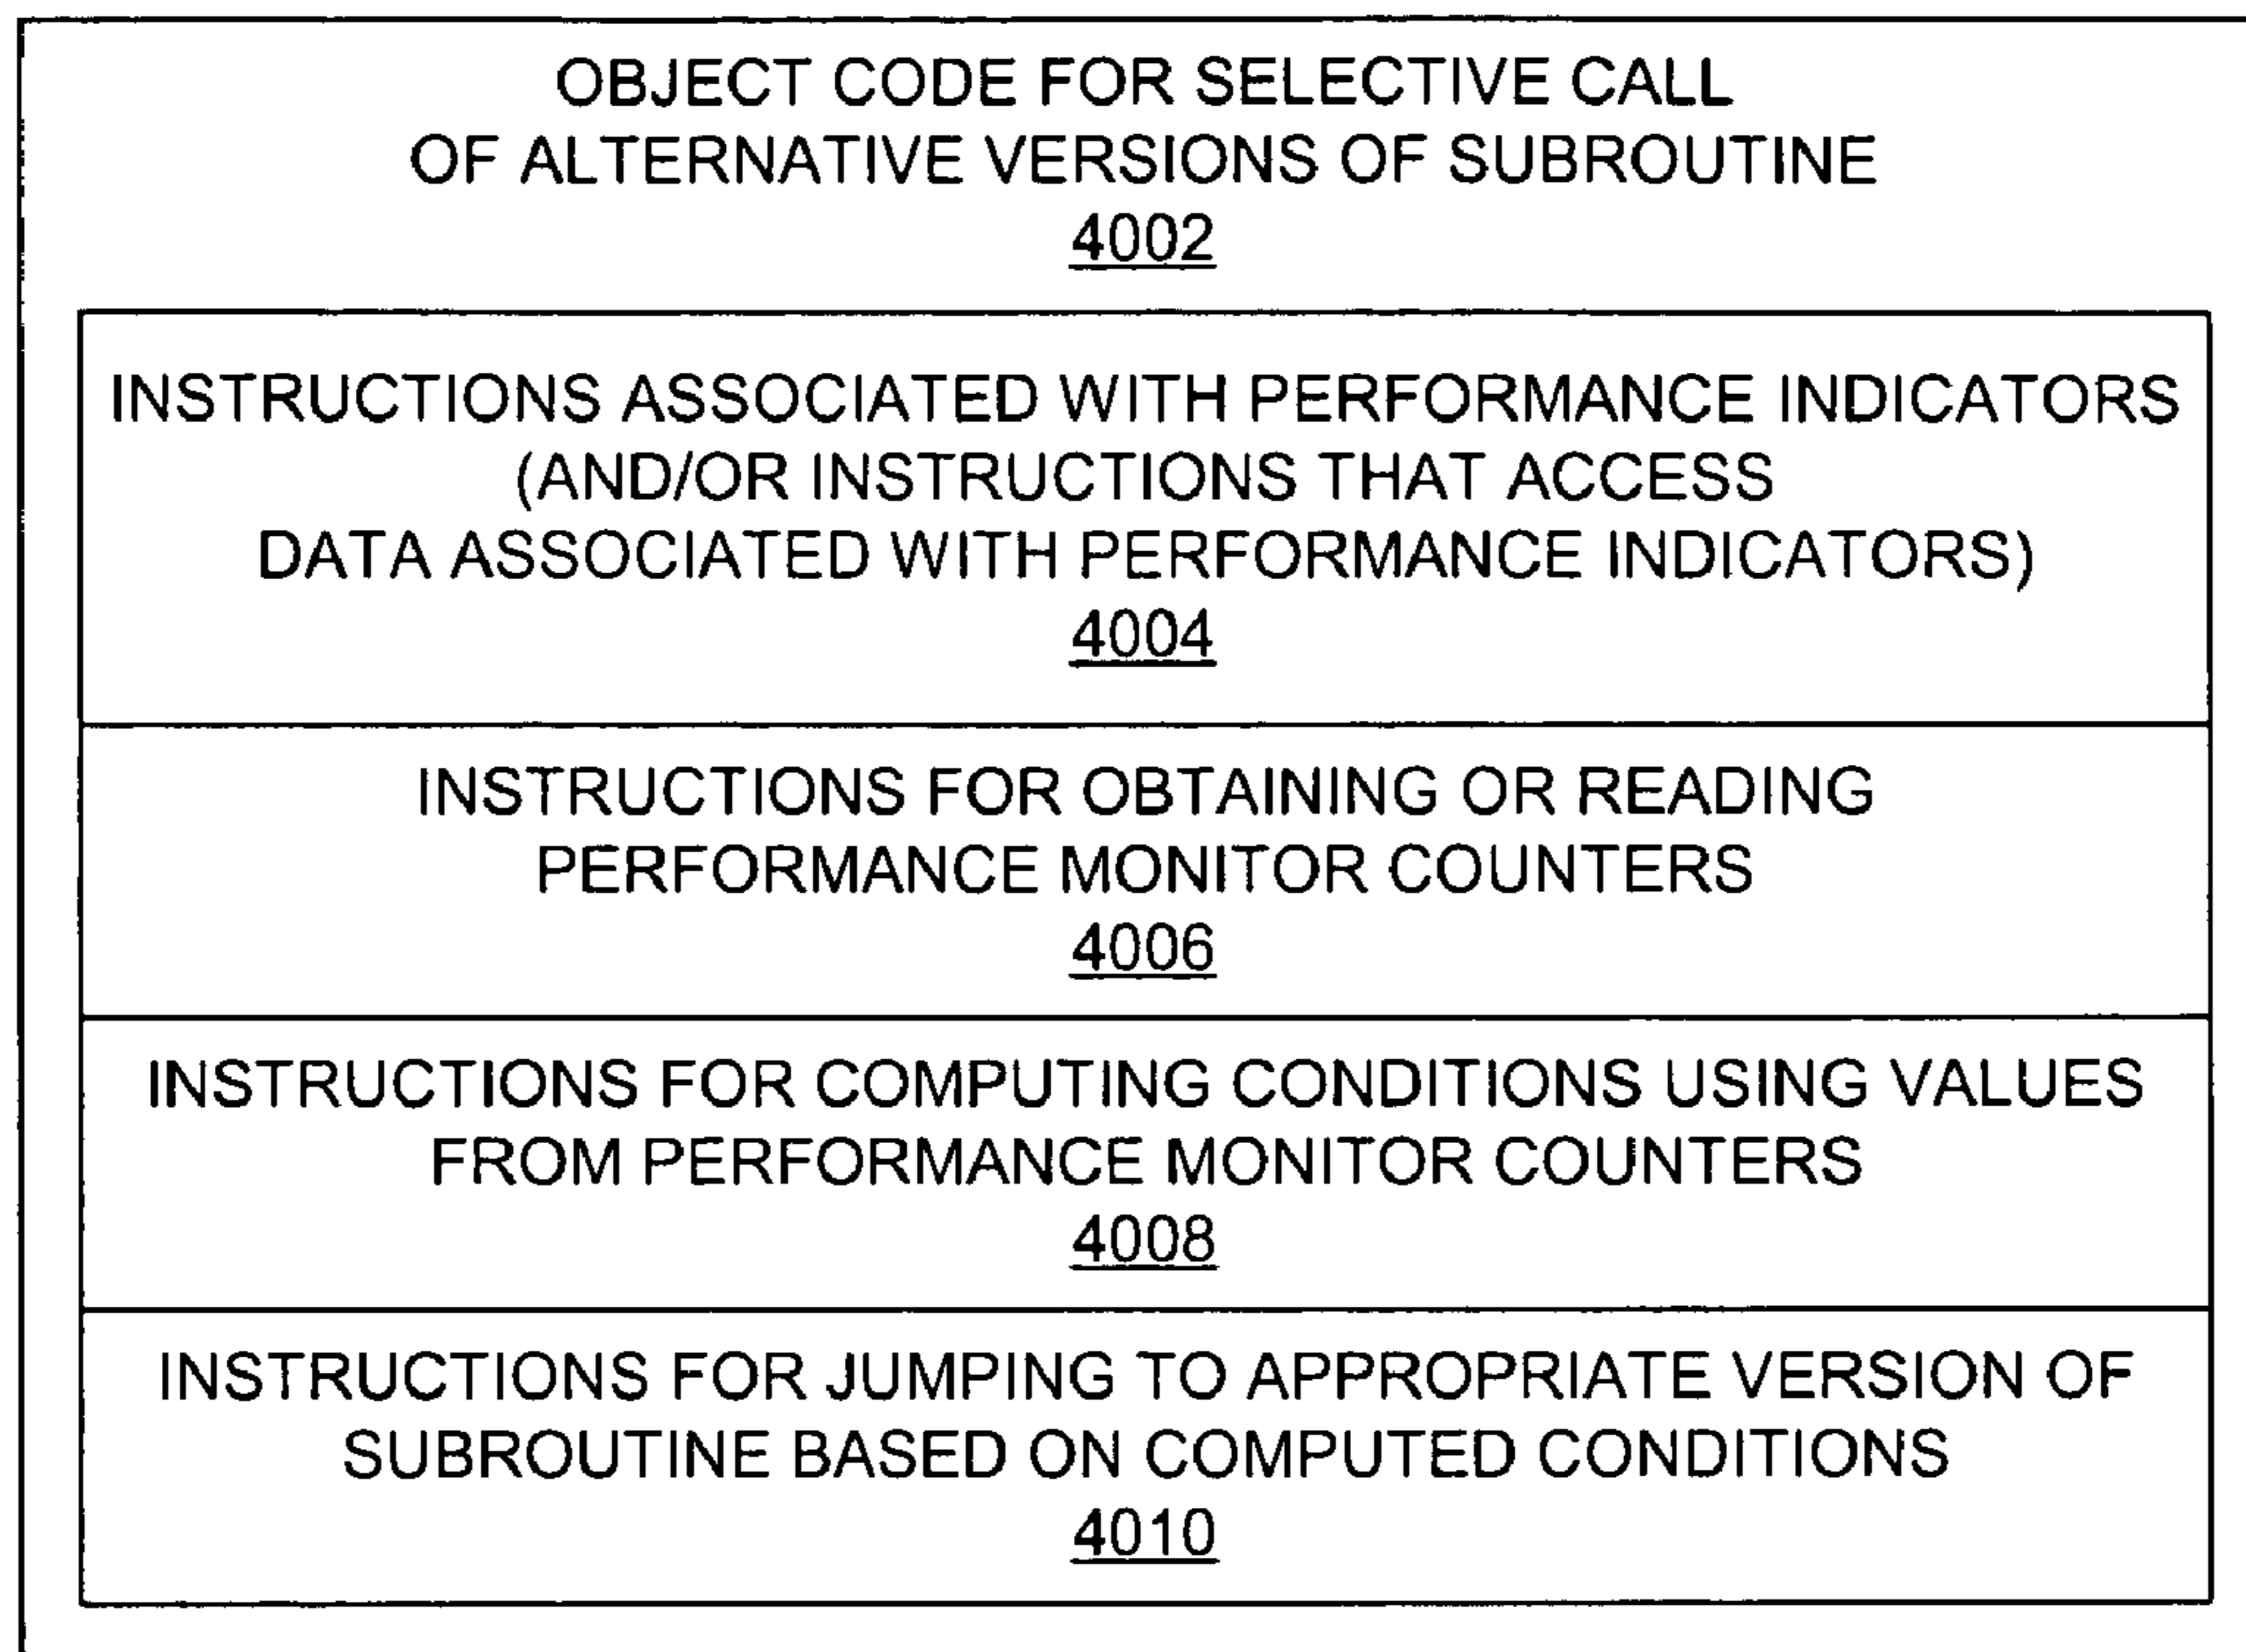 OBJECT CODE FOR SELECTIVE CALL
OF ALTERNATIVE VERSIONS OF SUBROUTINE
4002
INSTRUCTIONS ASSOCIATED WITH PERFORMANCE INDICATORS
(AND/OR INSTRUCTIONS THAT ACCESS
DATA ASSOCIATED WITH PERFORMANCE INDICATORS)
4004
INSTRUCTIONS FOR OBTAINING OR READING
PERFORMANCE MONITOR COUNTERS
4006
INSTRUCTIONS FOR COMPUTING CONDITIONS USING VALUES
FROM PERFORMANCE MONITOR COUNTERS
4008
INSTRUCTIONS FOR JUMPING TO APPROPRIATE VERSION OF
SUBROUTINE BASED ON COMPUTED CONDITIONS
4010